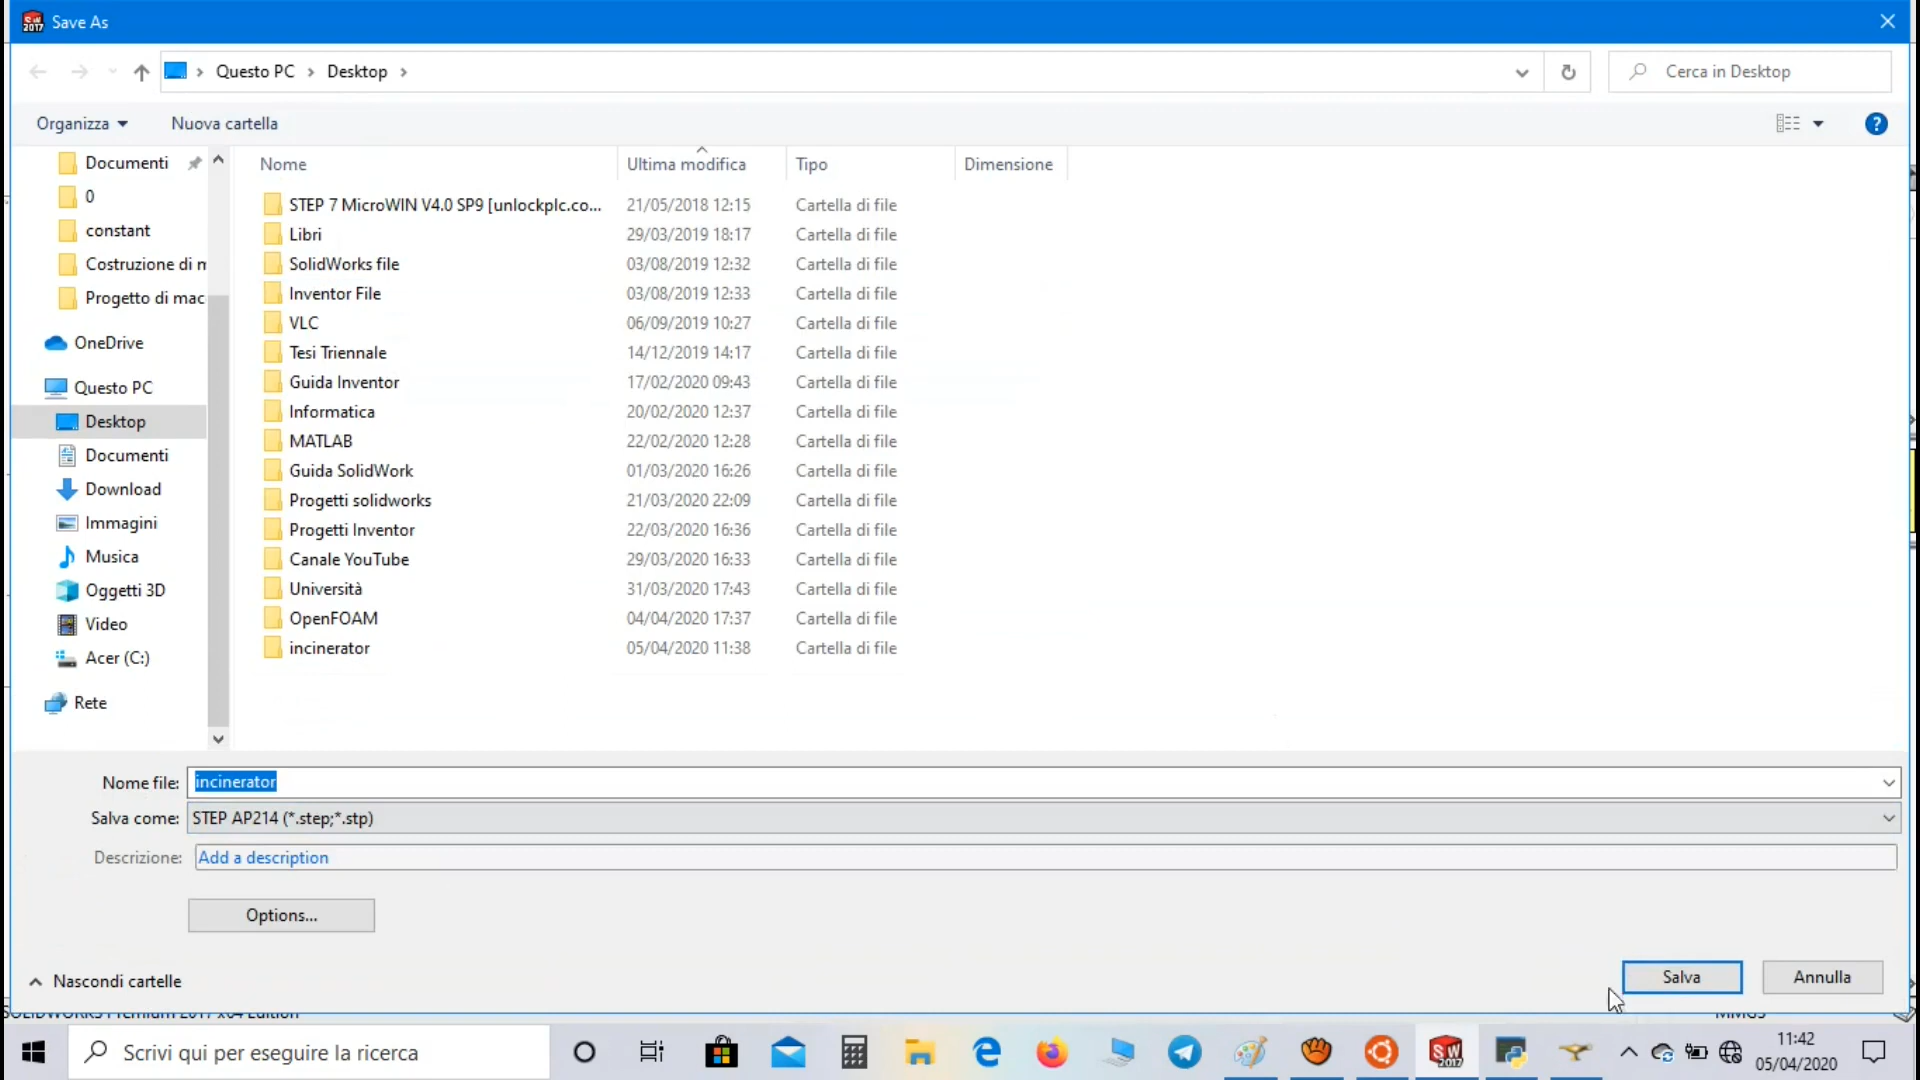 Save As
Questo PC > Desktop >
Cerca in Desktop
Organizza
Nuova cartella
Documenti
0
constant
Costruzione di m
Progetto di mac
OneDrive
Questo PC
Desktop
Documenti
Download
Immagini
Musica
Oggetti 3D
Video
Acer (C:)
Rete
Nome Ultima modifica Tipo Dimensione
STEP 7 MicroWIN V4.0 SP9 [unlockplc.co... 21/05/2018 12:15 Cartella di file
Libri 29/03/2019 18:17 Cartella di file
SolidWorks file 03/08/2019 12:32 Cartella di file
Inventor File 03/08/2019 12:33 Cartella di file
VLC 06/09/2019 10:27 Cartella di file
Tesi Triennale 14/12/2019 14:17 Cartella di file
Guida Inventor 17/02/2020 09:43 Cartella di file
Informatica 20/02/2020 12:37 Cartella di file
MATLAB 22/02/2020 12:28 Cartella di file
Guida SolidWork 01/03/2020 16:26 Cartella di file
Progetti solidworks 21/03/2020 22:09 Cartella di file
Progetti Inventor 22/03/2020 16:36 Cartella di file
Canale YouTube 29/03/2020 16:33 Cartella di file
Università 31/03/2020 17:43 Cartella di file
OpenFOAM 04/04/2020 17:37 Cartella di file
incinerator 05/04/2020 11:38 Cartella di file
Nome file: incinerator
Salva come: STEP AP214 (*.step;*.stp)
Descrizione: Add a description
Options...
Nascondi cartelle
Salva
Annulla
SOLIDWORKS Premium 2017 x64 Edition
MMGS
Scrivi qui per eseguire la ricerca
SW 2017
11:42
05/04/2020